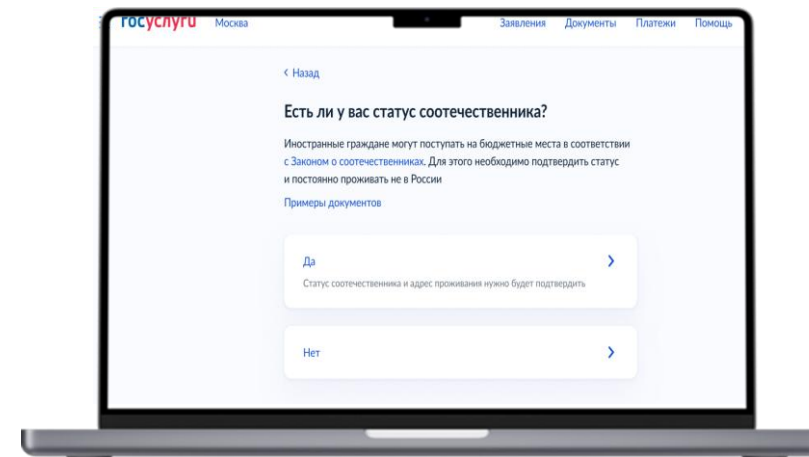 госуслуги Москва Заявления Документы Платежи Помощь
Назад
Есть ли у вас статус соотечественника?
Иностранные граждане могут поступать на бюджетные места в соответствии
с Законом о соотечественниках. Для этого необходимо подтвердить статус
и постоянно проживать не в России
Примеры документов
Да
Статус соотечественника и адрес проживания нужно будет подтвердить
Нет